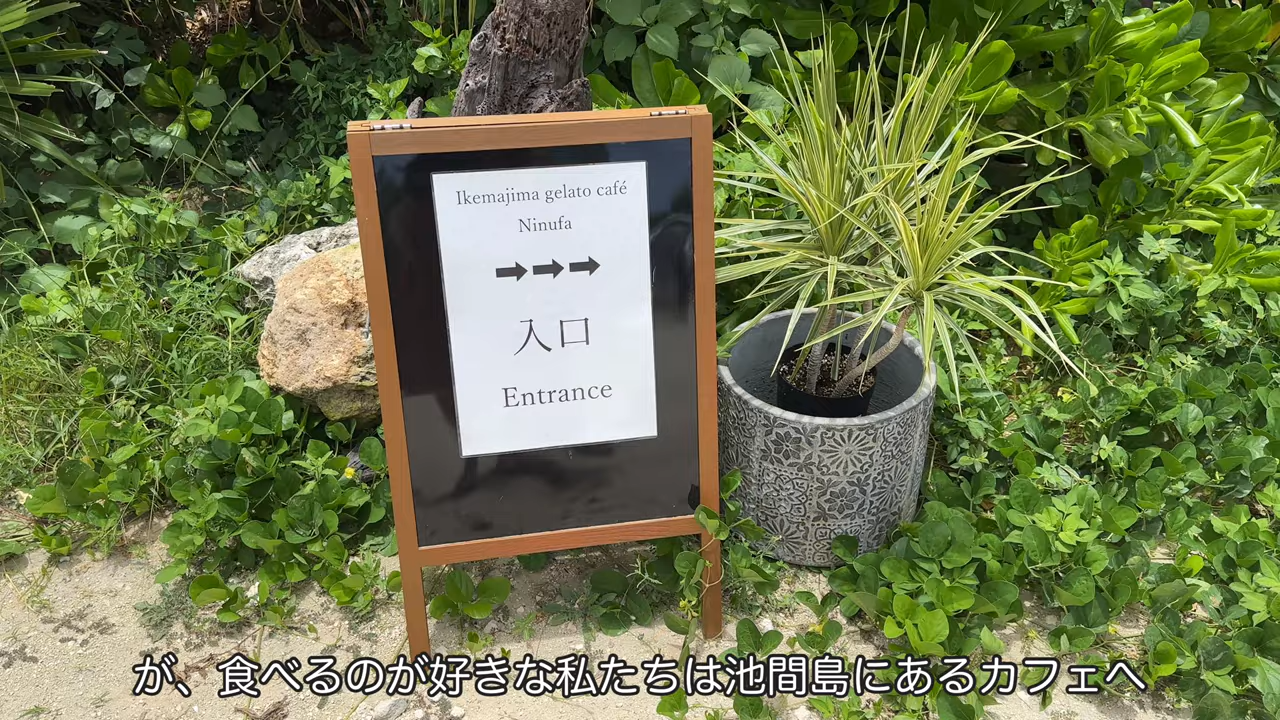 Ikemajima gelato café
Ninufa
➡➡➡
入口
Entrance
が、食べるのが好きな私たちは池間島にあるカフェへ